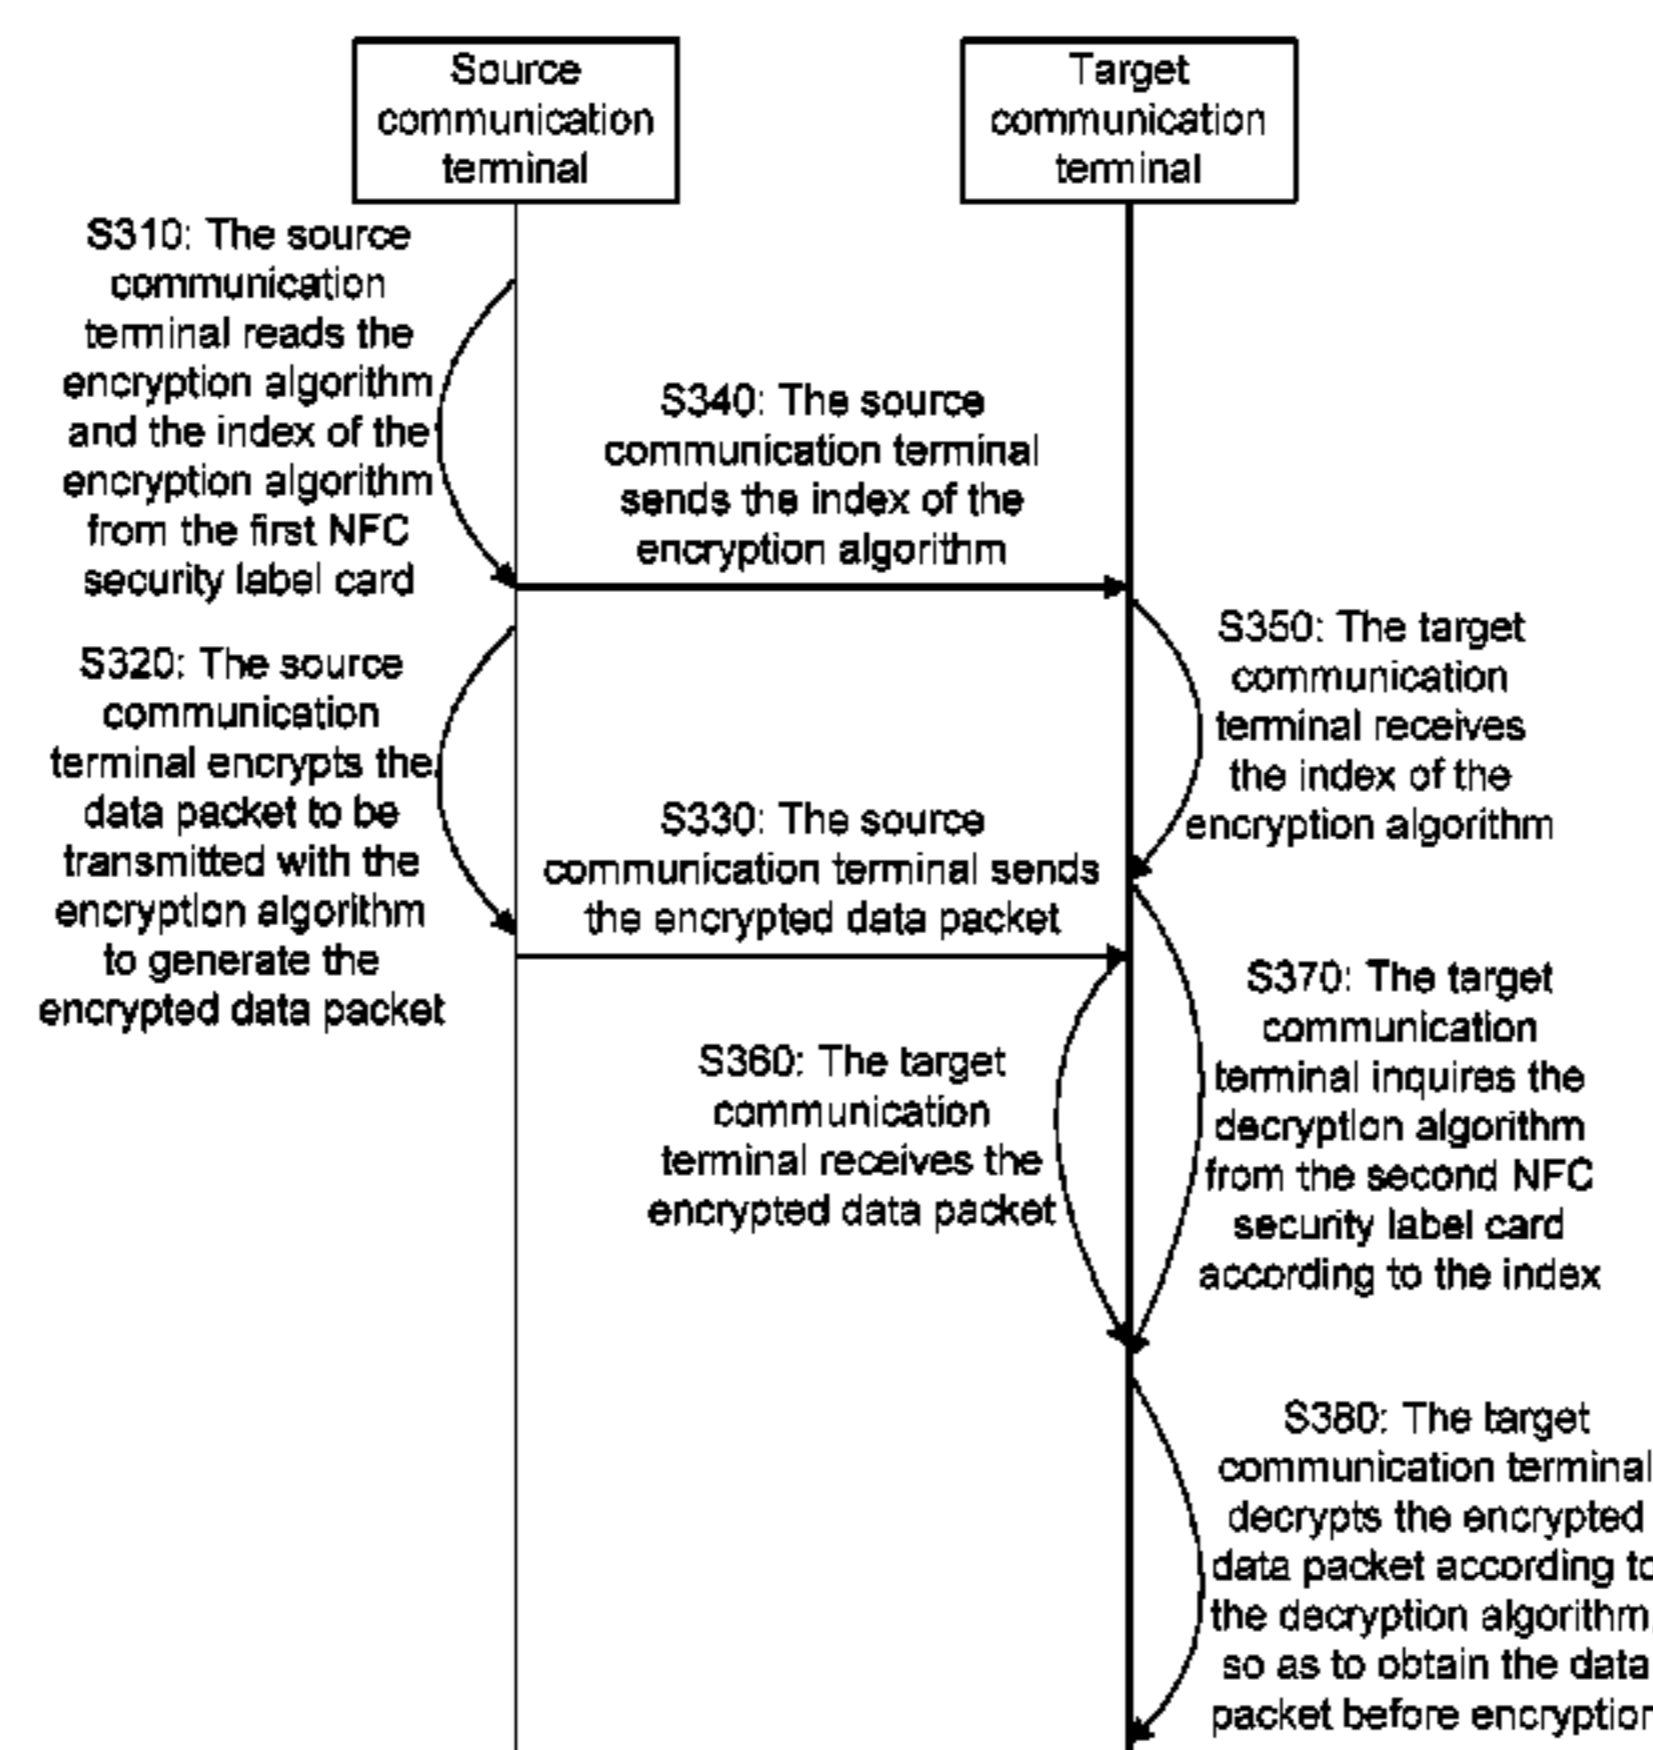 Source
communication
terminal
Target
communication
terminal
S310: The source
communication
terminal reads the
encryption algorithm
and the index of the
encryption algorithm
from the first NFC
security label card
S340: The source
communication terminal
sends the index of the
encryption algorithm
S320: The source
communication
terminal encrypts the
data packet to be
transmitted with the
encryption algorithm
to generate the
encrypted data packet
S350: The target
communication
terminal receives
the index of the
encryption algorithm
S330: The source
communication terminal sends
the encrypted data packet
S360: The target
communication
terminal receives the
encrypted data packet
S370: The target
communication
terminal inquires the
decryption algorithm
from the second NFC
security label card
according to the index
S380: The target
communication terminal
decrypts the encrypted
data packet according to
the decryption algorithm,
so as to obtain the data
packet before encryption